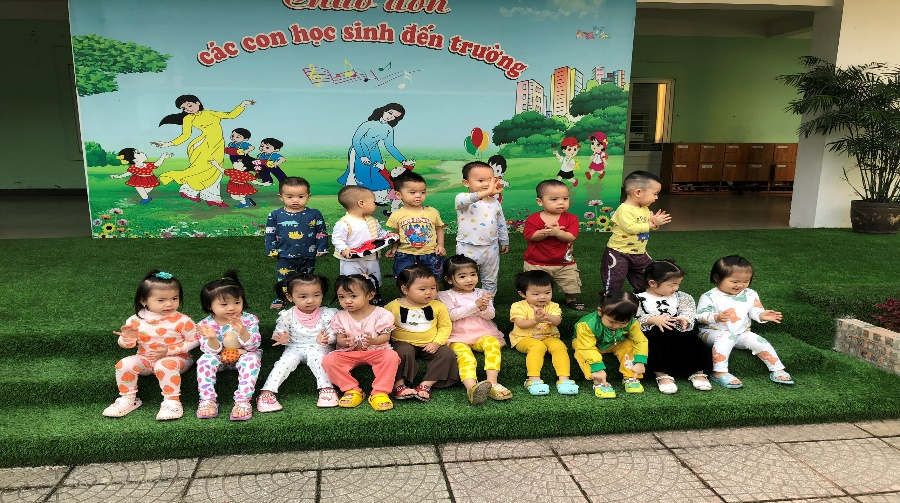 Chào đón
các con học sinh đến trường